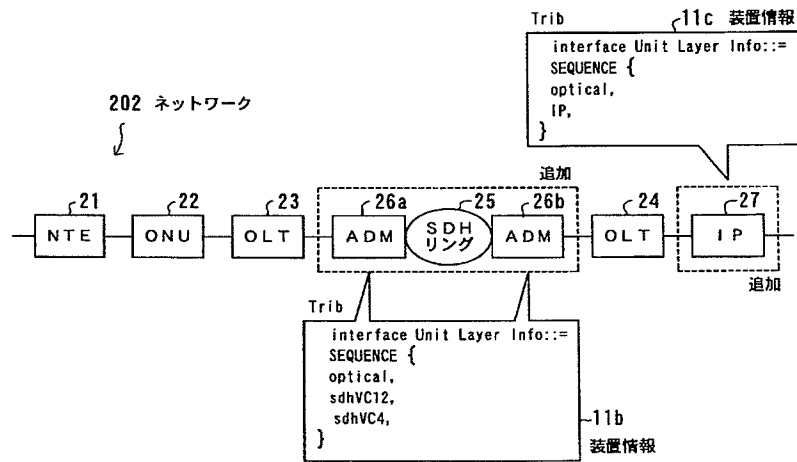 Trib
11c 装置情報
interface Unit Layer Info::=
SEQUENCE {
optical,
IP,
}
202 ネットワーク
追加
21
22
23
26a
25
26b
24
27
NTE
ONU
OLT
ADM
SDH
リング
ADM
OLT
IP
追加
Trib
interface Unit Layer Info::=
SEQUENCE {
optical,
sdhVC12,
sdhVC4,
}
11b
装置情報